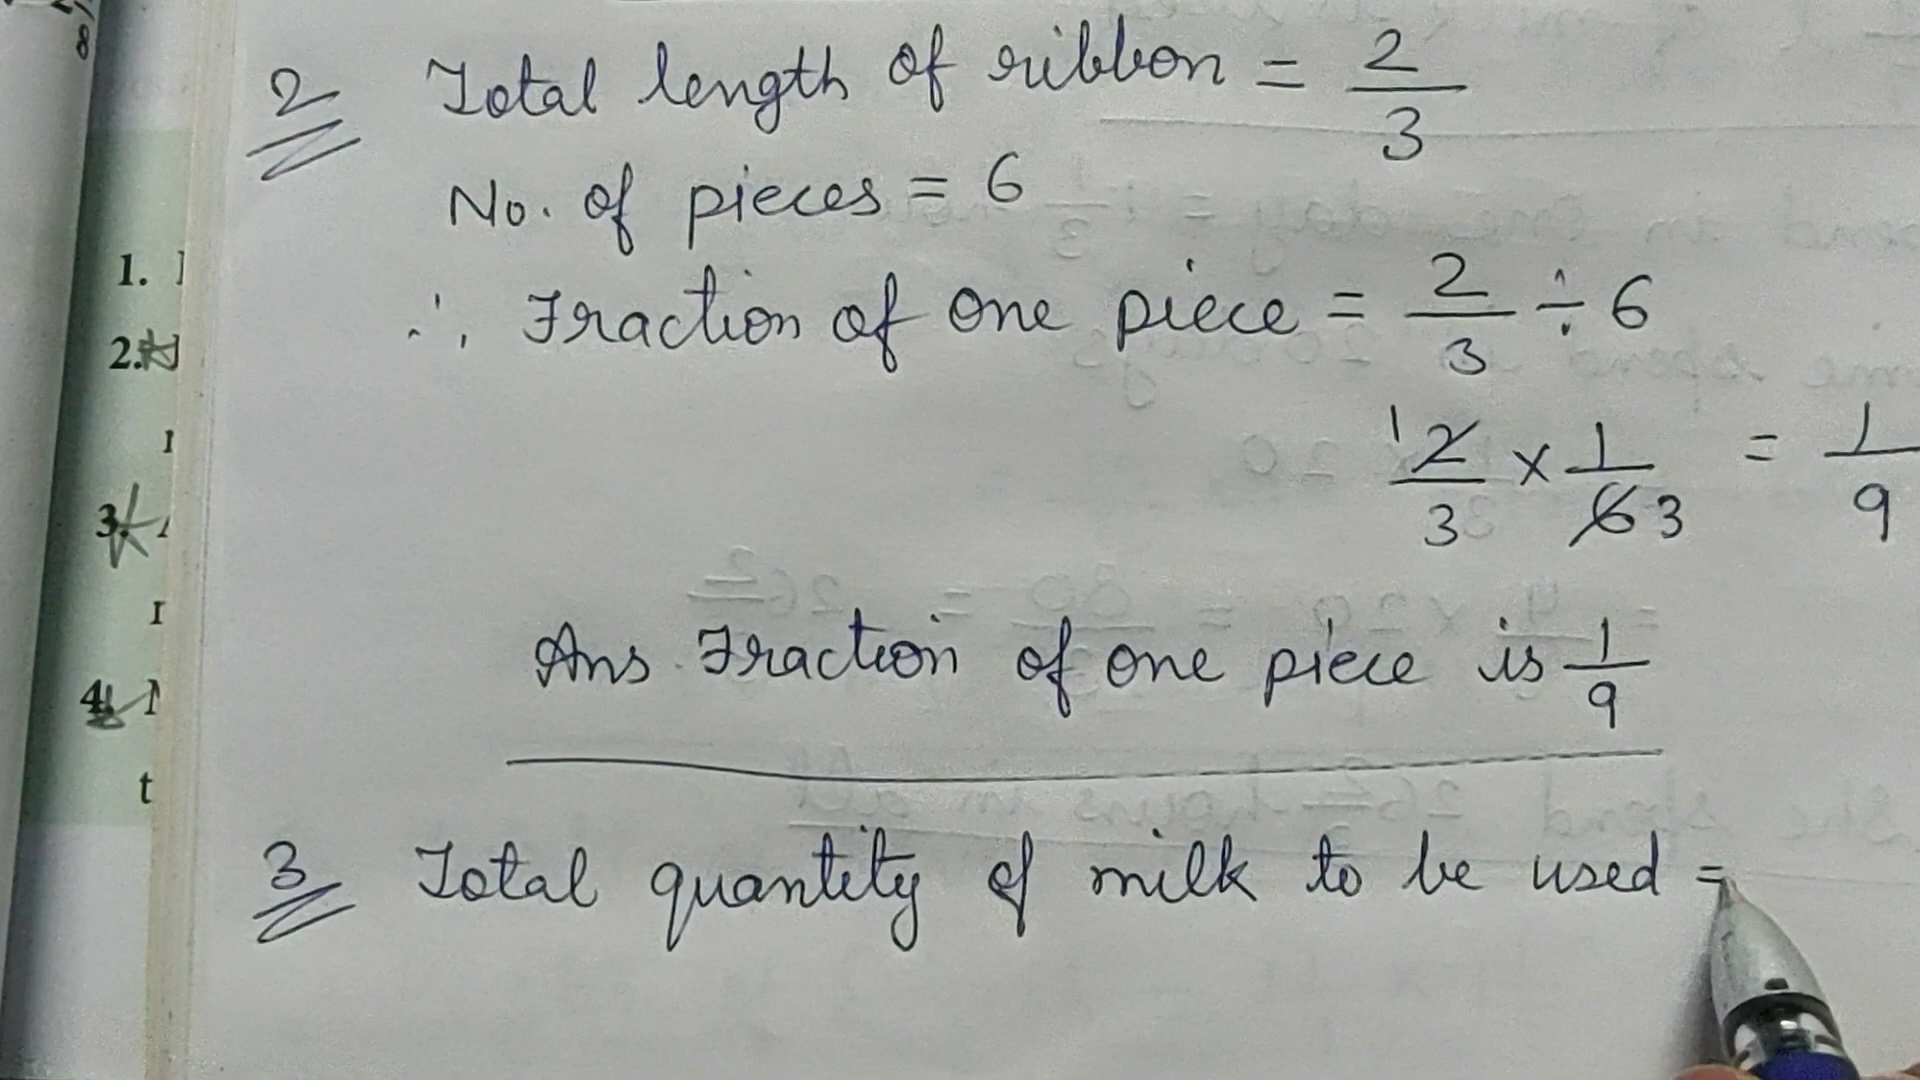 2 Total length of ribbon = 2/3
No. of pieces = 6
∴ Fraction of one piece = 2/3 ÷ 6
1 2/3 × 1/6 3 = 1/9
Ans. Fraction of one piece is 1/9
3 Total quantity of milk to be used =
1.
2.
3.
4.
t